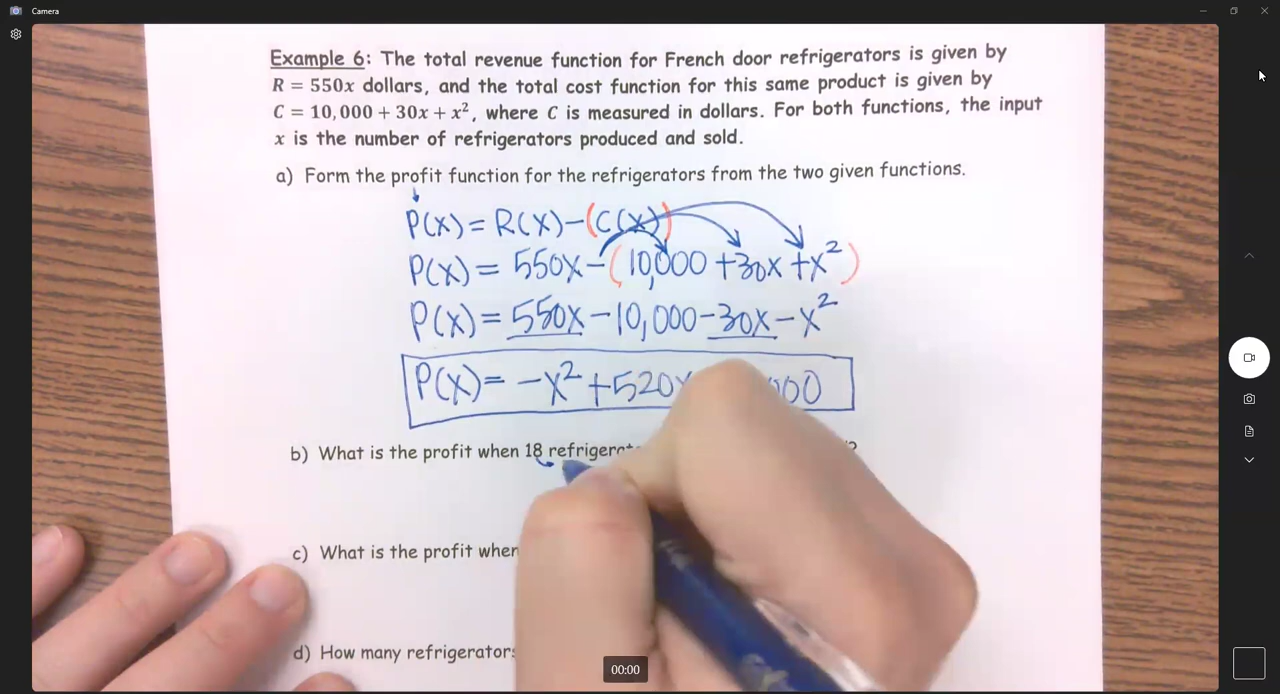 Camera
Example 6: The total revenue function for French door refrigerators is given by
R = 550x dollars, and the total cost function for this same product is given by
C = 10,000 + 30x + x², where C is measured in dollars. For both functions, the input
x is the number of refrigerators produced and sold.
a) Form the profit function for the refrigerators from the two given functions.
P(x) = R(x) - (C(x))
P(x) = 550x - (10,000 + 30x + x²)
P(x) = 550x - 10,000 - 30x - x²
P(x) = -x² + 520x 000
b) What is the profit when 18 ?
c) What is the profit when
d) How many refrigerators
00:00